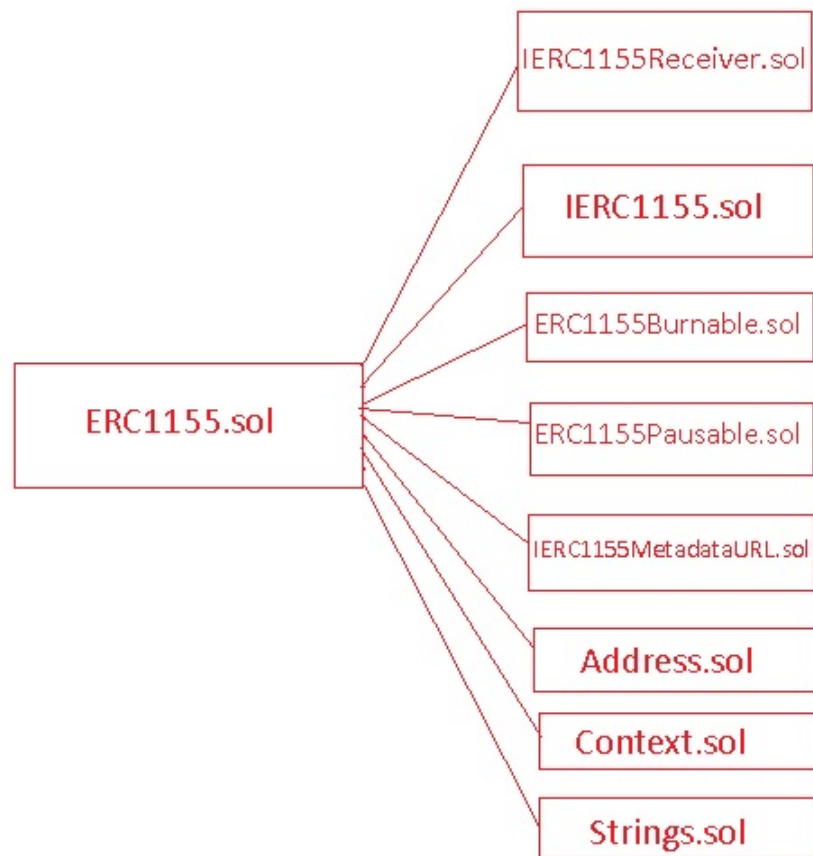 IERC1155Receiver.sol
IERC1155.sol
ERC1155Burnable.sol
ERC1155.sol
ERC1155Pausable.sol
IERC1155MetadataURL.sol
Address.sol
Context.sol
Strings.sol